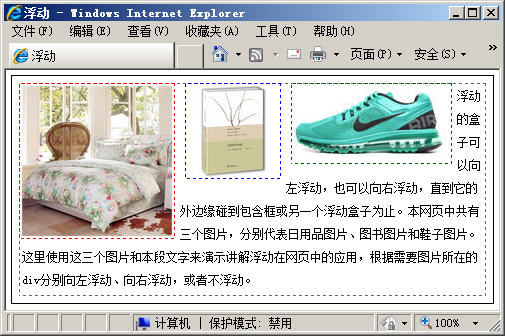 浮动 - Windows Internet Explorer
文件(F) 编辑(E) 查看(V) 收藏夹(A) 工具(T) 帮助(H)
浮动 页面(P) 安全(S) »
浮动
的盒
子可
以向
左浮动，也可以向右浮动，直到它的
外边缘碰到包含框或另一个浮动盒子为止。本网页中共有
三个图片，分别代表日用品图片、图书图片和鞋子图片。
这里使用这三个图片和本段文字来演示讲解浮动在网页中的应用，根据需要图片所在的
div分别向左浮动、向右浮动，或者不浮动。
AIR
计算机 | 保护模式: 禁用 100%